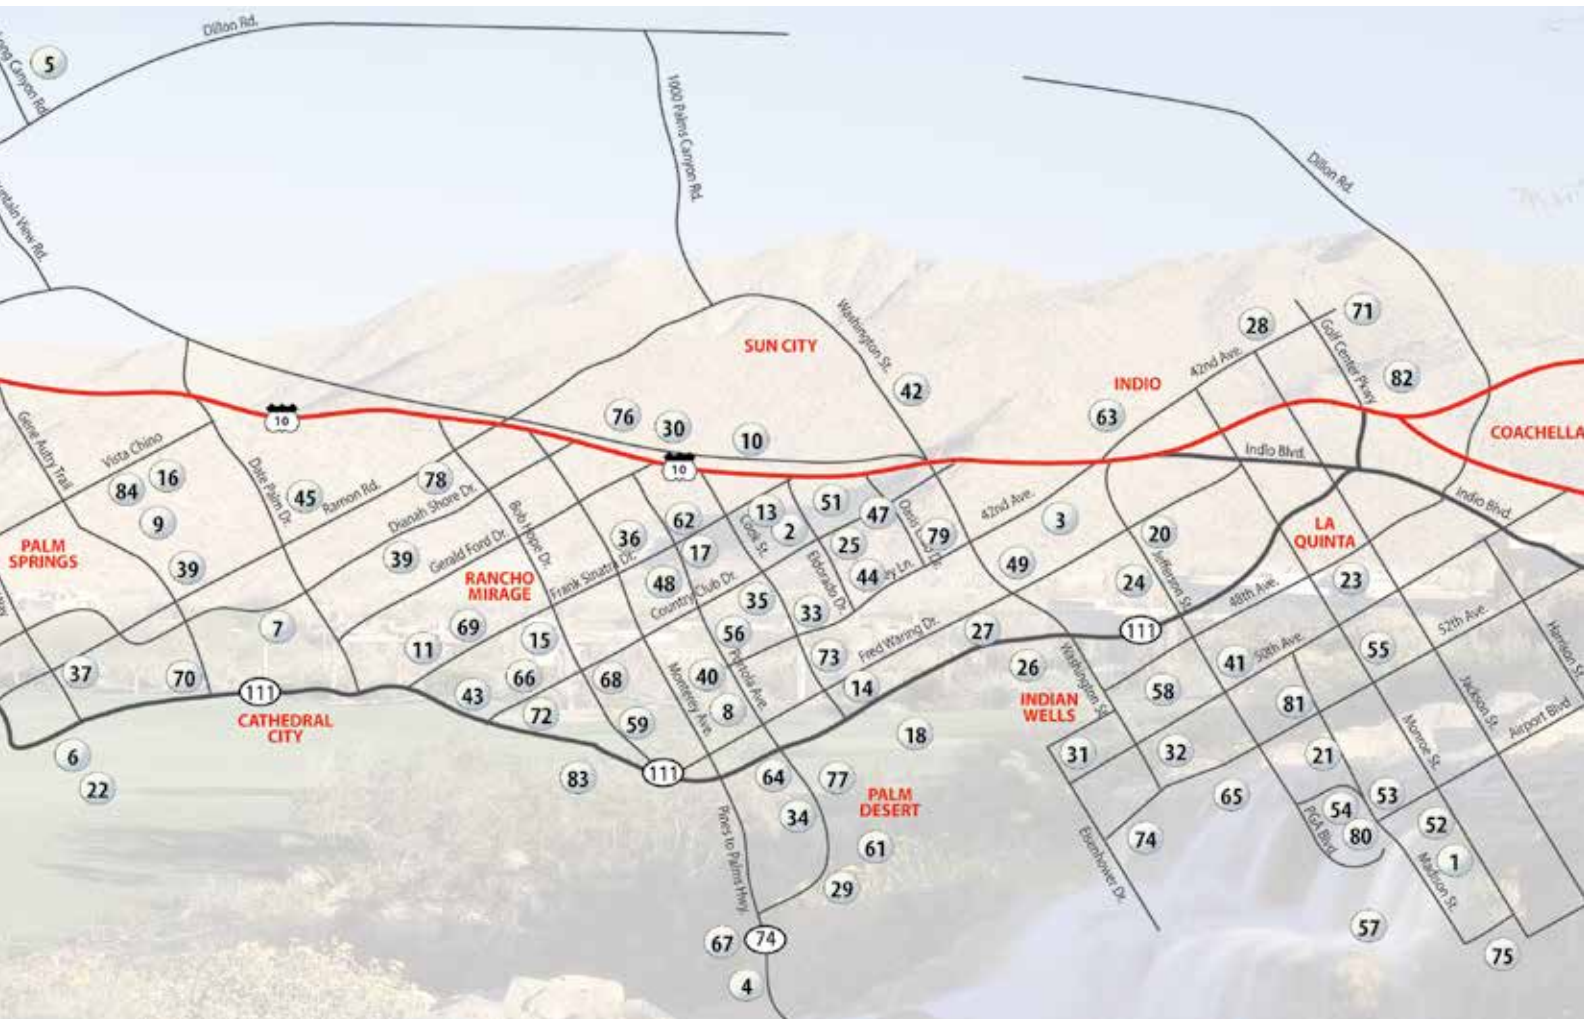 Dillon Rd.
5
Canyon Rd.
1000 Palms Canyon Rd.
Dillon Rd.
View Rd.
SUN CITY
Washington St.
42
28
71
Golf Center Pkwy
42nd Ave.
82
INDIO
63
COACHELLA
10
76
30
10
10
Indio Blvd.
Indio Blvd.
Gene Autry Trail
Vista Chino
84
16
9
Date Palm Dr.
45
Ramon Rd.
78
Dianah Shore Dr.
39
PALM
SPRINGS
39
Gerald Ford Dr.
Bob Hope Dr.
RANCHO
MIRAGE
36
62
Frank Sinatra Dr.
17
48
Country Club Dr.
Cook St.
13
2
51
47
25
44
79
Eldorado Dr.
35
33
56
42nd Ave.
3
49
20
24
Jefferson St.
LA
QUINTA
23
48th Ave.
50th Ave.
52th Ave.
Harrison St.
7
11
69
15
66
68
43
72
59
37
70
111
CATHEDRAL
CITY
6
22
83
111
40
8
Monterey Ave.
Portola Ave.
73
14
Fred Waring Dr.
27
111
26
INDIAN
WELLS
Washington St.
58
41
55
81
Jackson St.
Airport Blvd
Monroe St.
18
64
77
34
PALM
DESERT
61
29
Pines to Palms Hwy.
67
74
4
31
32
65
74
Eisenhower Dr.
21
53
54
80
PGA Blvd.
52
1
Madison St.
57
75